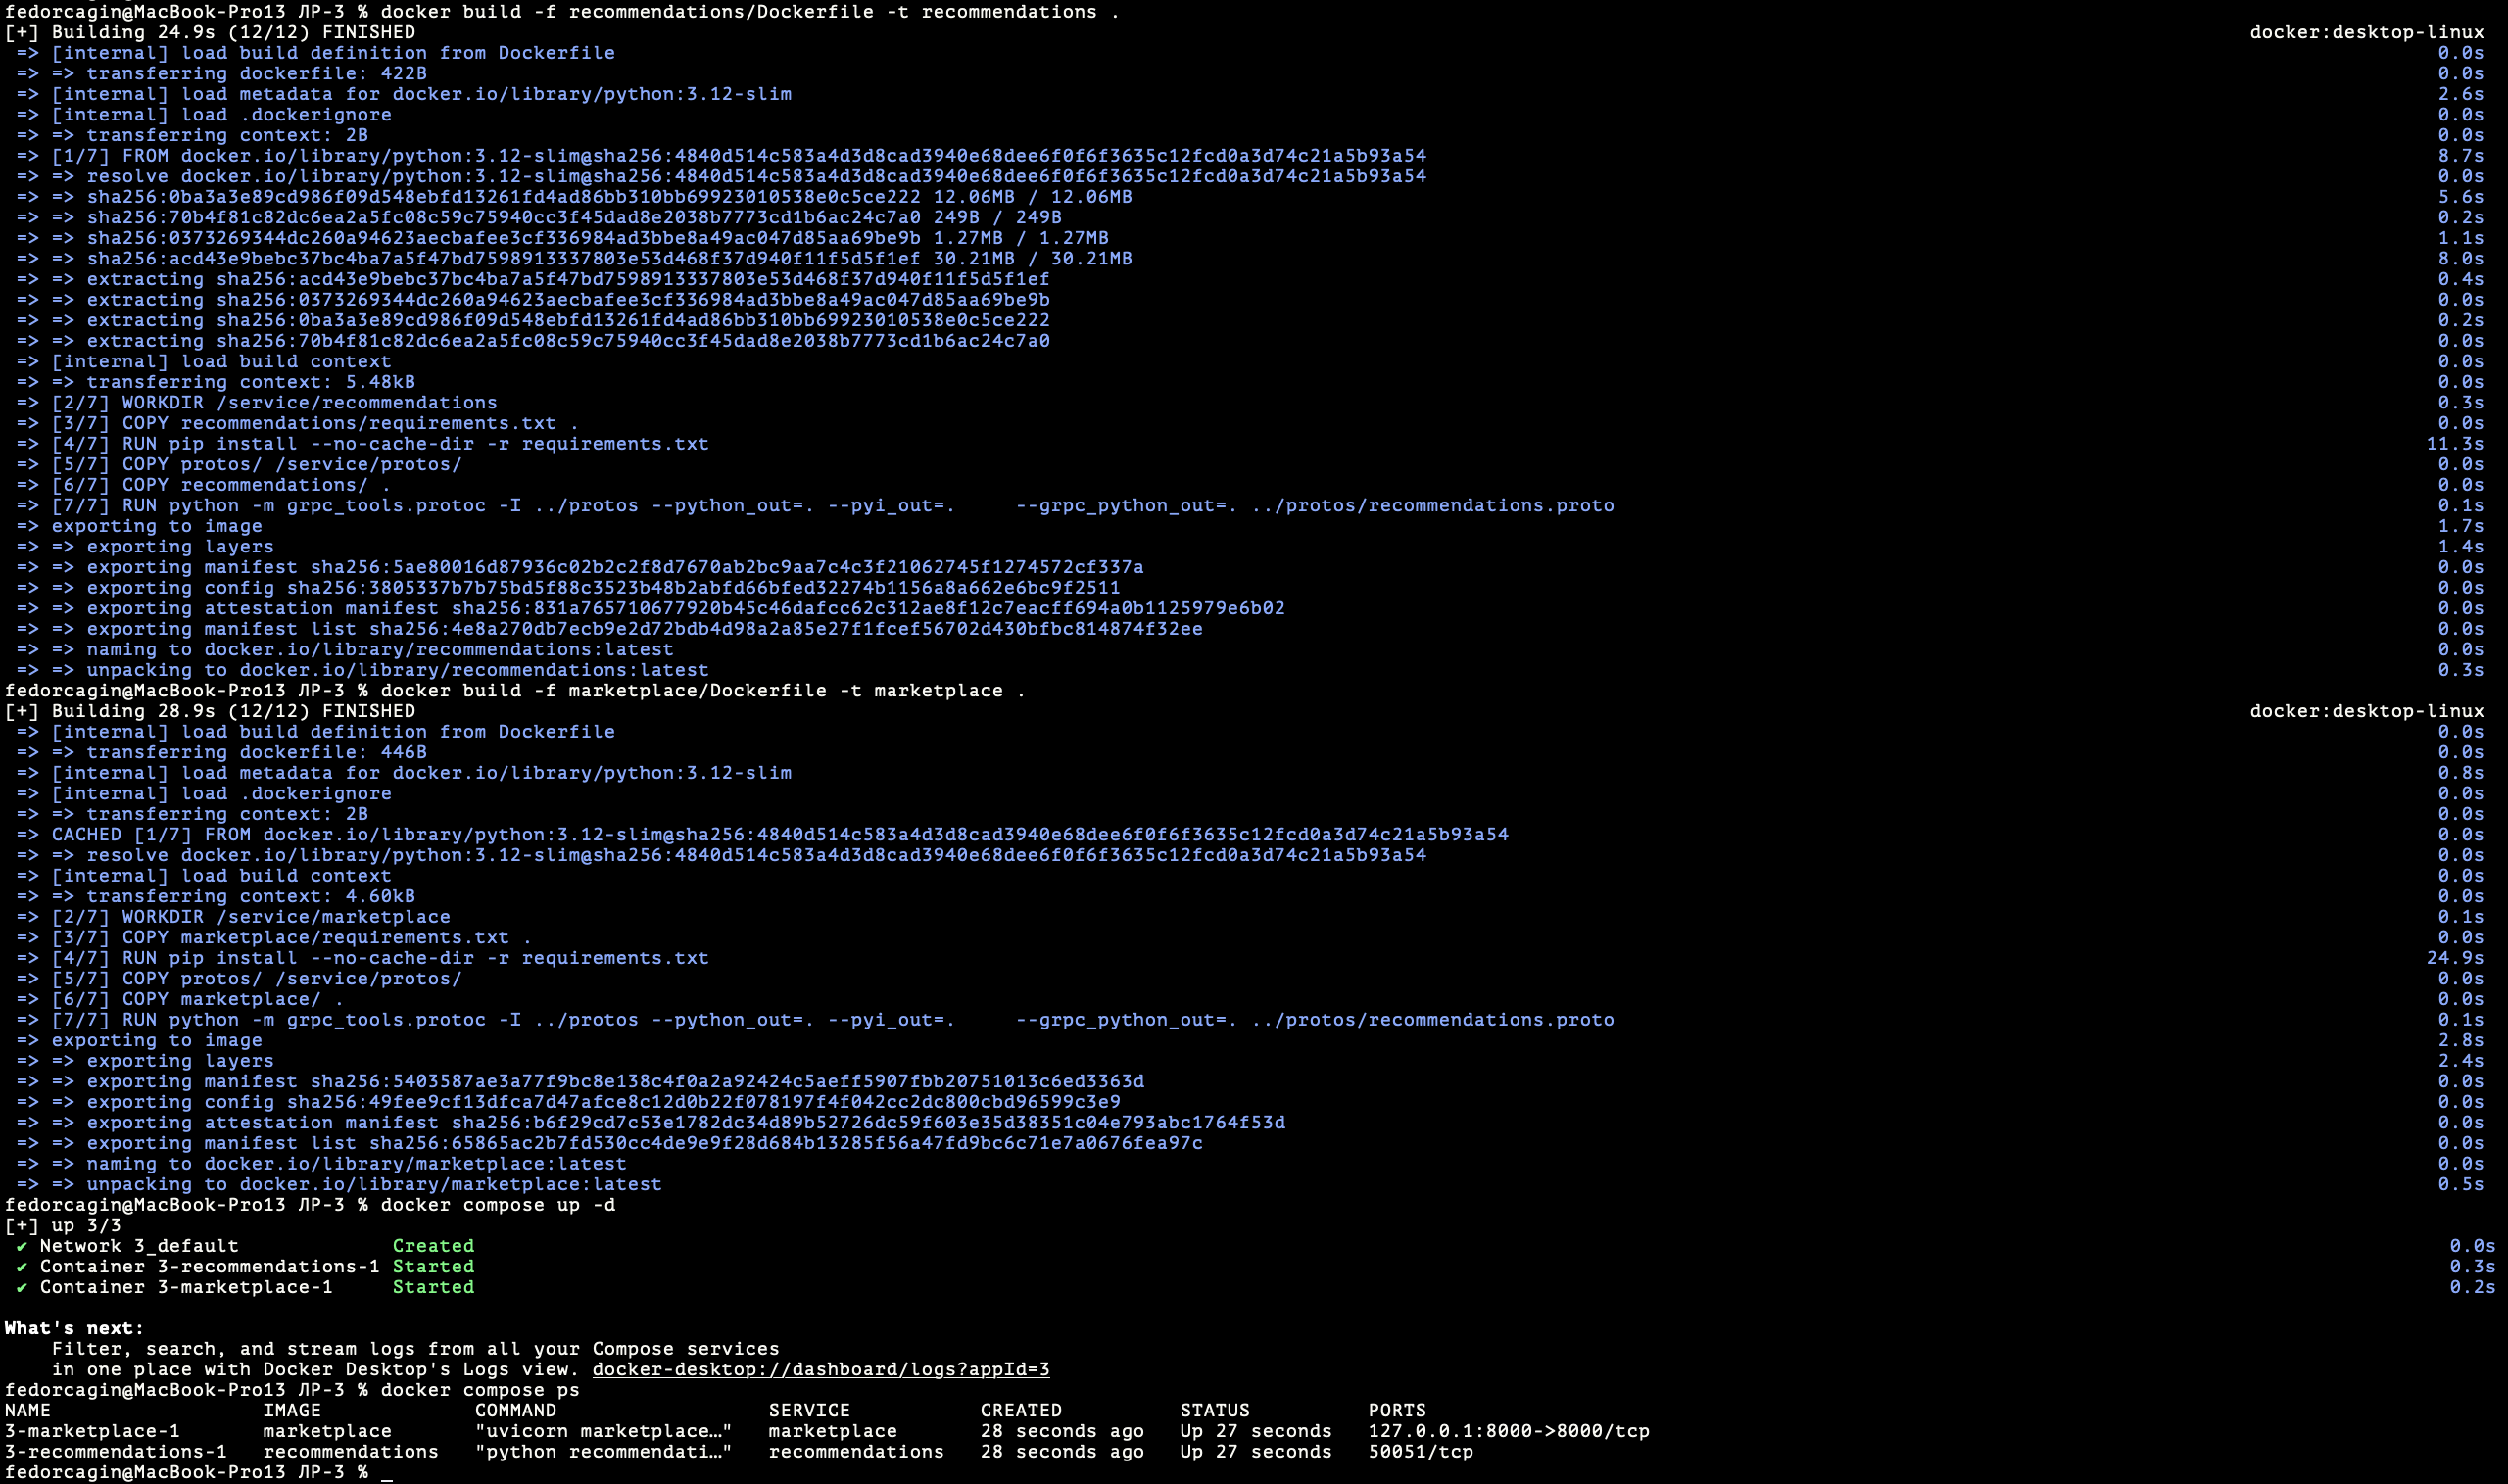 fedorcagin@MacBook-Pro13 ЛР-3 % docker build -f recommendations/Dockerfile -t recommendations .
[+] Building 24.9s (12/12) FINISHED docker:desktop-linux
=> [internal] load build definition from Dockerfile 0.0s
=> => transferring dockerfile: 422B 0.0s
=> [internal] load metadata for docker.io/library/python:3.12-slim 2.6s
=> [internal] load .dockerignore 0.0s
=> => transferring context: 2B 0.0s
=> [1/7] FROM docker.io/library/python:3.12-slim@sha256:4840d514c583a4d3d8cad3940e68dee6f0f6f3635c12fcd0a3d74c21a5b93a54 8.7s
=> => resolve docker.io/library/python:3.12-slim@sha256:4840d514c583a4d3d8cad3940e68dee6f0f6f3635c12fcd0a3d74c21a5b93a54 0.0s
=> => sha256:0ba3a3e89cd986f09d548ebfd13261fd4ad86bb310bb69923010538e0c5ce222 12.06MB / 12.06MB 5.6s
=> => sha256:70b4f81c82dc6ea2a5fc08c59c75940cc3f45dad8e2038b7773cd1b6ac24c7a0 249B / 249B 0.2s
=> => sha256:0373269344dc260a94623aecbafee3cf336984ad3bbe8a49ac047d85aa69be9b 1.27MB / 1.27MB 1.1s
=> => sha256:acd43e9bebc37bc4ba7a5f47bd7598913337803e53d468f37d940f11f5d5f1ef 30.21MB / 30.21MB 8.0s
=> => extracting sha256:acd43e9bebc37bc4ba7a5f47bd7598913337803e53d468f37d940f11f5d5f1ef 0.4s
=> => extracting sha256:0373269344dc260a94623aecbafee3cf336984ad3bbe8a49ac047d85aa69be9b 0.0s
=> => extracting sha256:0ba3a3e89cd986f09d548ebfd13261fd4ad86bb310bb69923010538e0c5ce222 0.2s
=> => extracting sha256:70b4f81c82dc6ea2a5fc08c59c75940cc3f45dad8e2038b7773cd1b6ac24c7a0 0.0s
=> [internal] load build context 0.0s
=> => transferring context: 5.48kB 0.0s
=> [2/7] WORKDIR /service/recommendations 0.3s
=> [3/7] COPY recommendations/requirements.txt . 0.0s
=> [4/7] RUN pip install --no-cache-dir -r requirements.txt 11.3s
=> [5/7] COPY protos/ /service/protos/ 0.0s
=> [6/7] COPY recommendations/ . 0.0s
=> [7/7] RUN python -m grpc_tools.protoc -I ../protos --python_out=. --pyi_out=.     --grpc_python_out=. ../protos/recommendations.proto 0.1s
=> exporting to image 1.7s
=> => exporting layers 1.4s
=> => exporting manifest sha256:5ae80016d87936c02b2c2f8d7670ab2bc9aa7c4c3f21062745f1274572cf337a 0.0s
=> => exporting config sha256:3805337b7b75bd5f88c3523b48b2abfd66bfed32274b1156a8a662e6bc9f2511 0.0s
=> => exporting attestation manifest sha256:831a765710677920b45c46dafcc62c312ae8f12c7eacff694a0b1125979e6b02 0.0s
=> => exporting manifest list sha256:4e8a270db7ecb9e2d72bdb4d98a2a85e27f1fcef56702d430bfbc814874f32ee 0.0s
=> => naming to docker.io/library/recommendations:latest 0.0s
=> => unpacking to docker.io/library/recommendations:latest 0.3s
fedorcagin@MacBook-Pro13 ЛР-3 % docker build -f marketplace/Dockerfile -t marketplace .
[+] Building 28.9s (12/12) FINISHED docker:desktop-linux
=> [internal] load build definition from Dockerfile 0.0s
=> => transferring dockerfile: 446B 0.0s
=> [internal] load metadata for docker.io/library/python:3.12-slim 0.8s
=> [internal] load .dockerignore 0.0s
=> => transferring context: 2B 0.0s
=> CACHED [1/7] FROM docker.io/library/python:3.12-slim@sha256:4840d514c583a4d3d8cad3940e68dee6f0f6f3635c12fcd0a3d74c21a5b93a54 0.0s
=> => resolve docker.io/library/python:3.12-slim@sha256:4840d514c583a4d3d8cad3940e68dee6f0f6f3635c12fcd0a3d74c21a5b93a54 0.0s
=> [internal] load build context 0.0s
=> => transferring context: 4.60kB 0.0s
=> [2/7] WORKDIR /service/marketplace 0.1s
=> [3/7] COPY marketplace/requirements.txt . 0.0s
=> [4/7] RUN pip install --no-cache-dir -r requirements.txt 24.9s
=> [5/7] COPY protos/ /service/protos/ 0.0s
=> [6/7] COPY marketplace/ . 0.0s
=> [7/7] RUN python -m grpc_tools.protoc -I ../protos --python_out=. --pyi_out=.     --grpc_python_out=. ../protos/recommendations.proto 0.1s
=> exporting to image 2.8s
=> => exporting layers 2.4s
=> => exporting manifest sha256:5403587ae3a77f9bc8e138c4f0a2a92424c5aeff5907fbb20751013c6ed3363d 0.0s
=> => exporting config sha256:49fee9cf13dfca7d47afce8c12d0b22f078197f4f042cc2dc800cbd96599c3e9 0.0s
=> => exporting attestation manifest sha256:b6f29cd7c53e1782dc34d89b52726dc59f603e35d38351c04e793abc1764f53d 0.0s
=> => exporting manifest list sha256:65865ac2b7fd530cc4de9e9f28d684b13285f56a47fd9bc6c71e7a0676fea97c 0.0s
=> => naming to docker.io/library/marketplace:latest 0.0s
=> => unpacking to docker.io/library/marketplace:latest 0.5s
fedorcagin@MacBook-Pro13 ЛР-3 % docker compose up -d
[+] up 3/3
✔ Network 3_default Created 0.0s
✔ Container 3-recommendations-1 Started 0.3s
✔ Container 3-marketplace-1 Started 0.2s
What's next:
Filter, search, and stream logs from all your Compose services
in one place with Docker Desktop's Logs view. docker-desktop://dashboard/logs?appId=3
fedorcagin@MacBook-Pro13 ЛР-3 % docker compose ps
NAME IMAGE COMMAND SERVICE CREATED STATUS PORTS
3-marketplace-1 marketplace "uvicorn marketplace…" marketplace 28 seconds ago Up 27 seconds 127.0.0.1:8000->8000/tcp
3-recommendations-1 recommendations "python recommendati…" recommendations 28 seconds ago Up 27 seconds 50051/tcp
fedorcagin@MacBook-Pro13 ЛР-3 % _